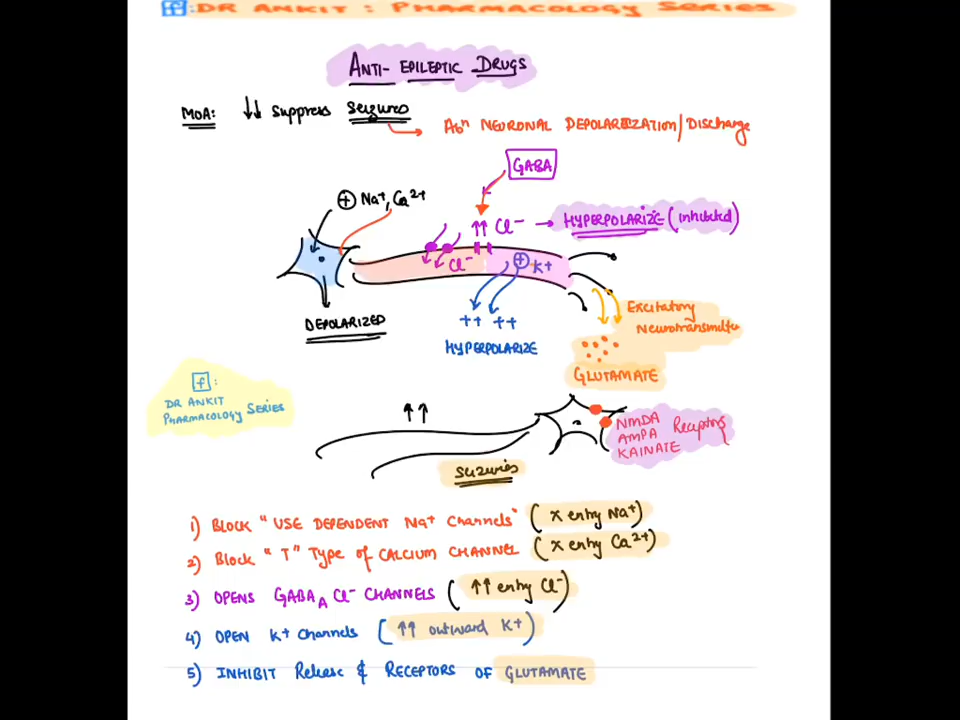 f: DR ANKIT : PHARMACOLOGY SERIES
ANTI-EPILEPTIC DRUGS
MOA: ↓↓ Suppress Seizures
→ Abⁿ NEURONAL DEPOLARIZATION/Discharge
GABA
⊕ Na⁺, Ca²⁺
↑↑ Cl⁻ → HYPERPOLARIZE (inhibited)
Cl⁻
⊕ K+
DEPOLARIZED
++ ++
HYPERPOLARIZE
Excitatory
Neurotransmitter
GLUTAMATE
f:
DR ANKIT
PHARMACOLOGY SERIES
↑↑
NMDA Receptors
AMPA
KAINATE
Seizures
1) BLOCK "USE DEPENDENT Na+ Channels" (x entry Na⁺)
2) BLOCK "T" Type of CALCIUM CHANNEL (x entry Ca²⁺)
3) OPENS GABA A Cl⁻ CHANNELS (↑↑ entry Cl⁻)
4) OPEN K+ Channels (↑↑ outward K+)
5) INHIBIT Release & RECEPTORS OF GLUTAMATE